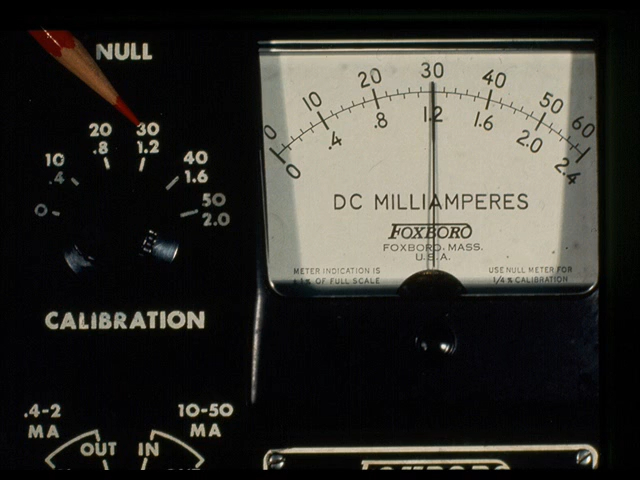 NULL
20 30
.8 1.2
10 40
.4 1.6
0 50
2.0
CALIBRATION
.4-2 10-50
MA MA
OUT IN
0 10 20 30 40 50 60
0 .4 .8 1.2 1.6 2.0 2.4
DC MILLIAMPERES
FOXBORO
FOXBORO, MASS.
U.S.A.
METER INDICATION IS
± 1% OF FULL SCALE
USE NULL METER FOR
1/4 % CALIBRATION
FOXBORO